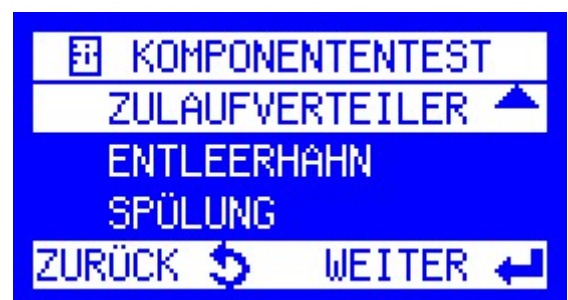 KOMPONENTENTEST
ZULAUFVERTEILER
ENTLEERHAHN
SPÜLUNG
ZURÜCK WEITER